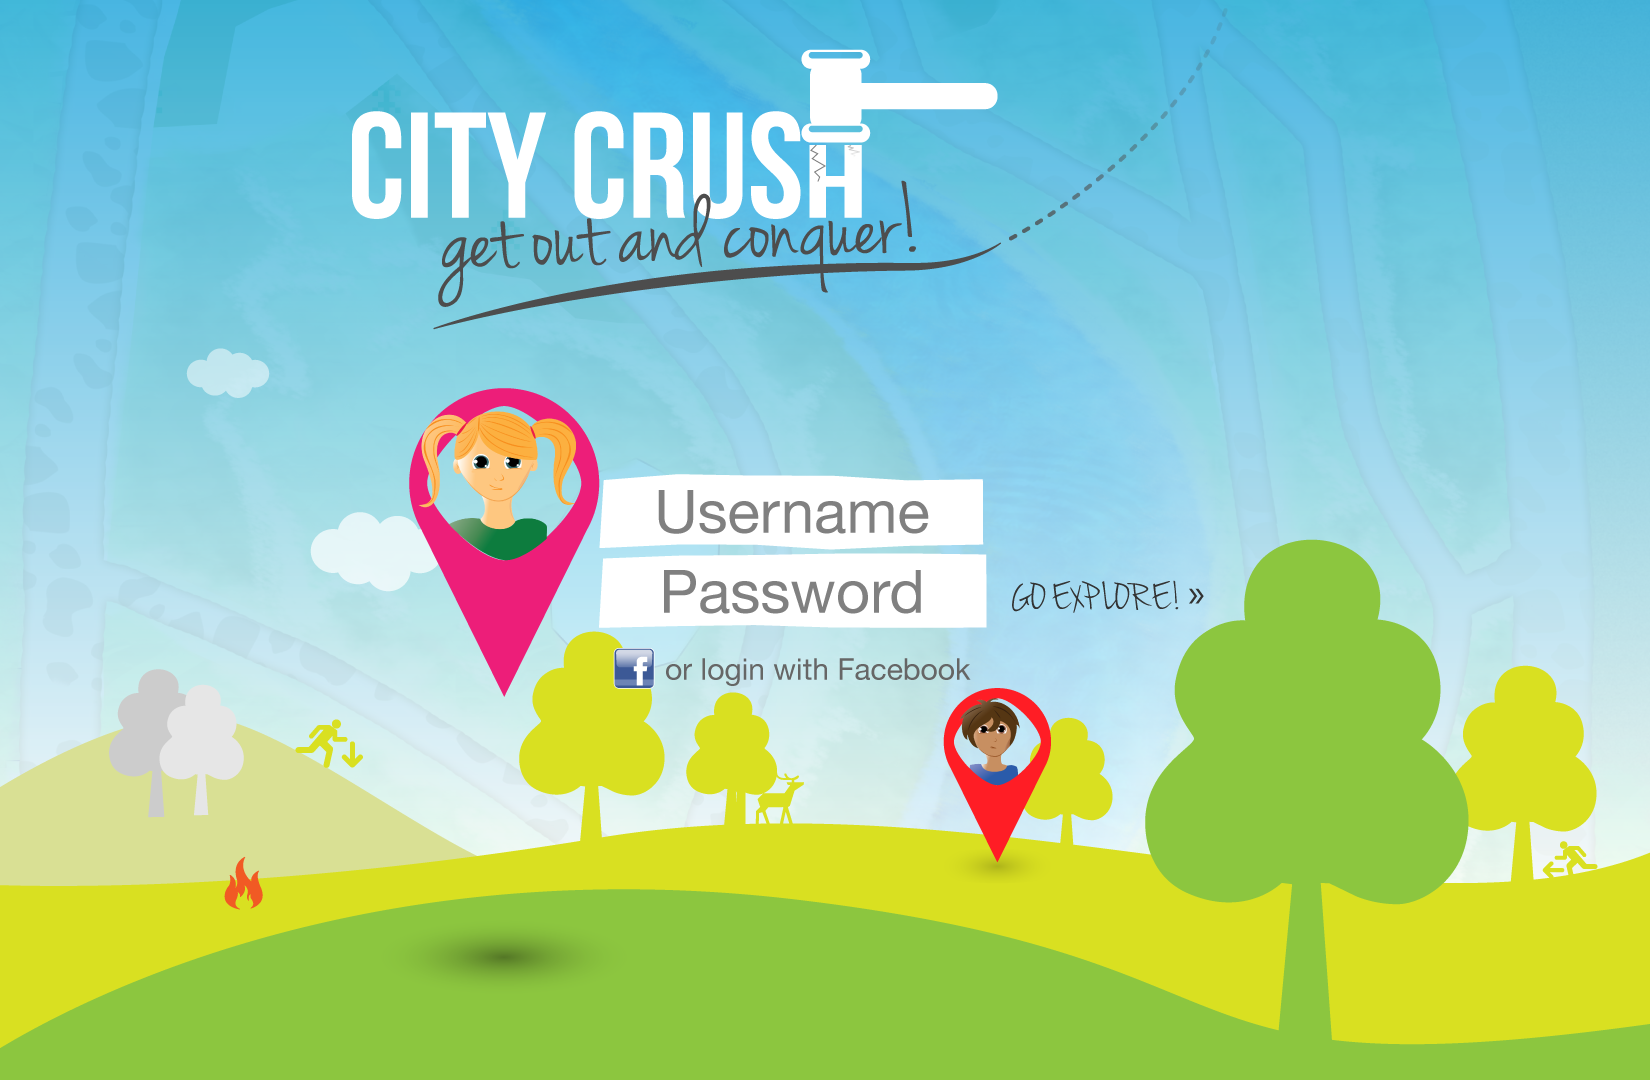 CITY CRUSH
get out and conquer!
Username
Password
GO EXPLORE! »
f or login with Facebook